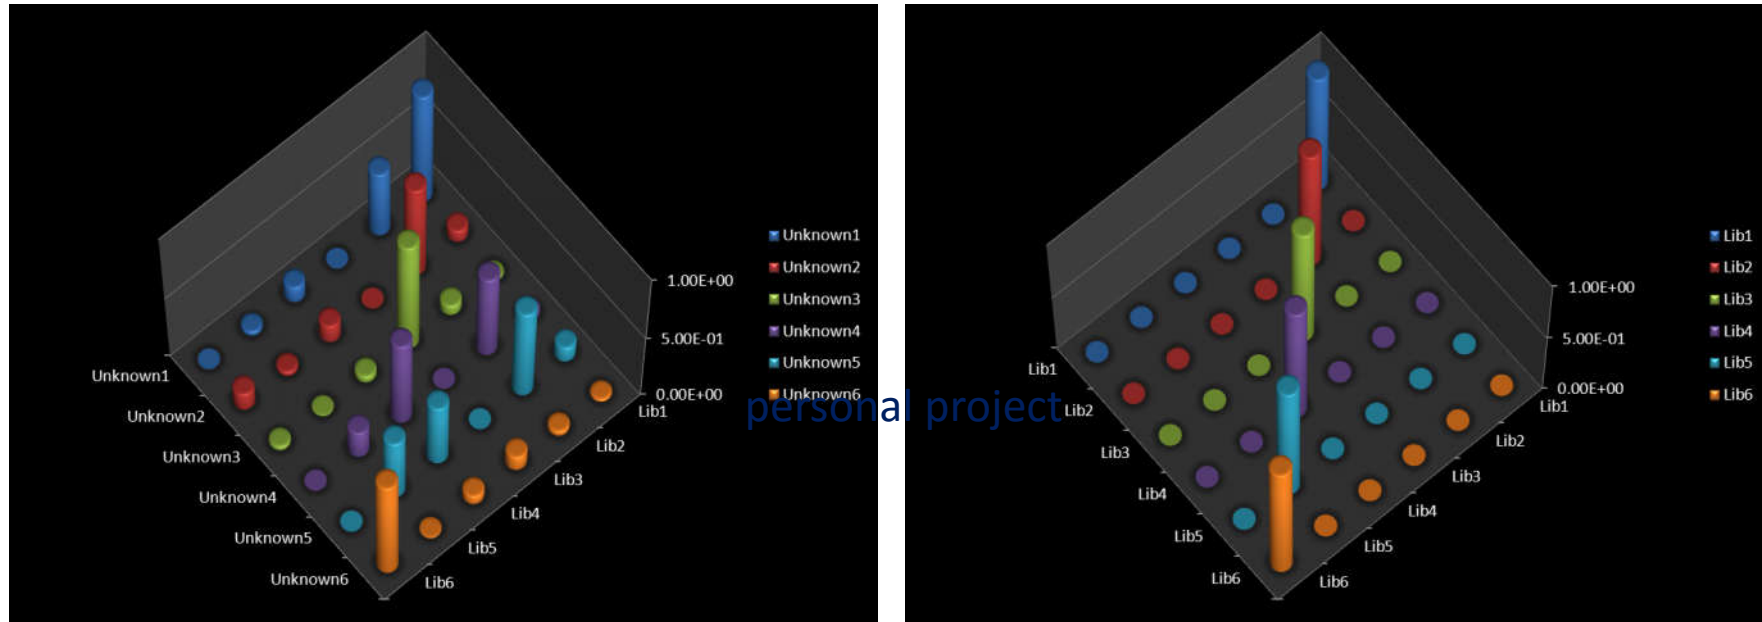 Unknown1
Unknown2
Unknown3
Unknown4
Unknown5
Unknown6
Lib6
Lib5
Lib4
Lib3
Lib2
Lib1
1.00E+00
5.00E-01
0.00E+00
Unknown1
Unknown2
Unknown3
Unknown4
Unknown5
Unknown6
personal project
Lib1
Lib2
Lib3
Lib4
Lib5
Lib6
Lib6
Lib5
Lib4
Lib3
Lib2
Lib1
1.00E+00
5.00E-01
0.00E+00
Lib1
Lib2
Lib3
Lib4
Lib5
Lib6